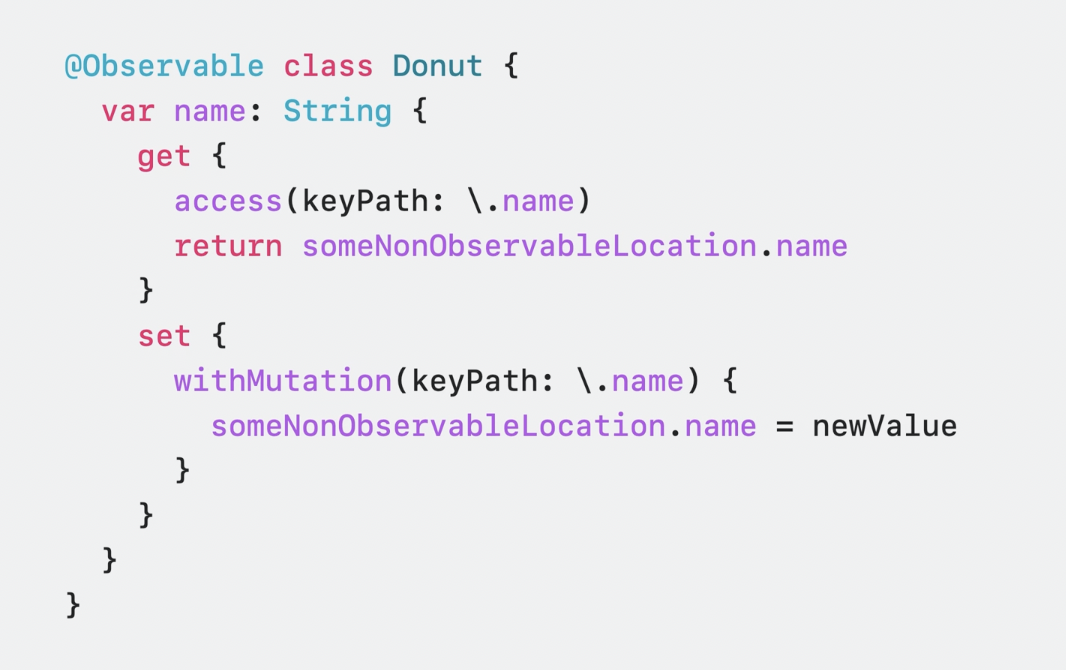 @Observable class Donut {
  var name: String {
    get {
      access(keyPath: \.name)
      return someNonObservableLocation.name
    }
    set {
      withMutation(keyPath: \.name) {
        someNonObservableLocation.name = newValue
      }
    }
  }
}